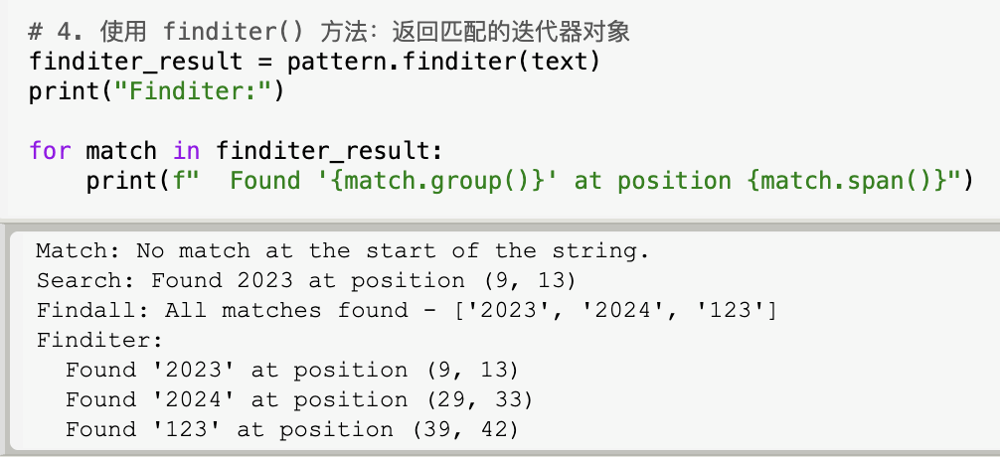 # 4. 使用 finditer() 方法：返回匹配的迭代器对象
finditer_result = pattern.finditer(text)
print("Finditer:")
for match in finditer_result:
    print(f"  Found '{match.group()}' at position {match.span()}")
Match: No match at the start of the string.
Search: Found 2023 at position (9, 13)
Findall: All matches found - ['2023', '2024', '123']
Finditer:
  Found '2023' at position (9, 13)
  Found '2024' at position (29, 33)
  Found '123' at position (39, 42)